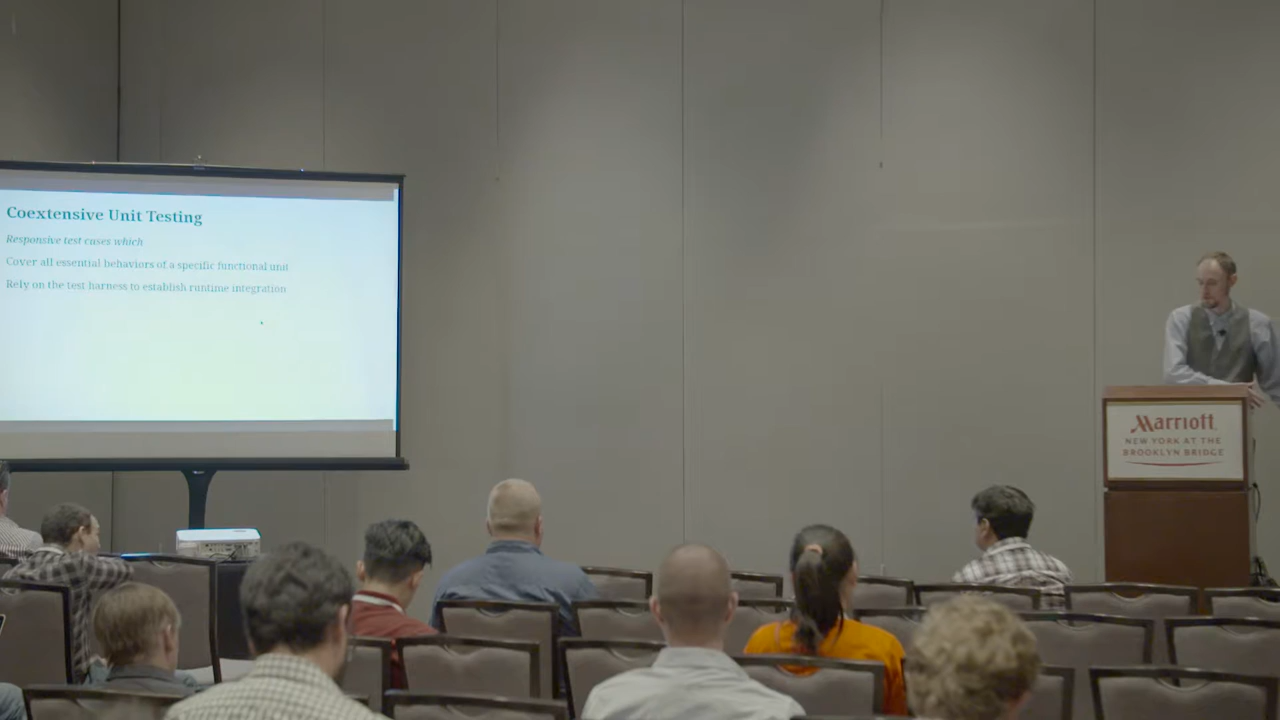 Coextensive Unit Testing
Responsive test cases which
Cover all essential behaviors of a specific functional unit
Rely on the test harness to establish runtime integration
Marriott
NEW YORK AT THE
BROOKLYN BRIDGE